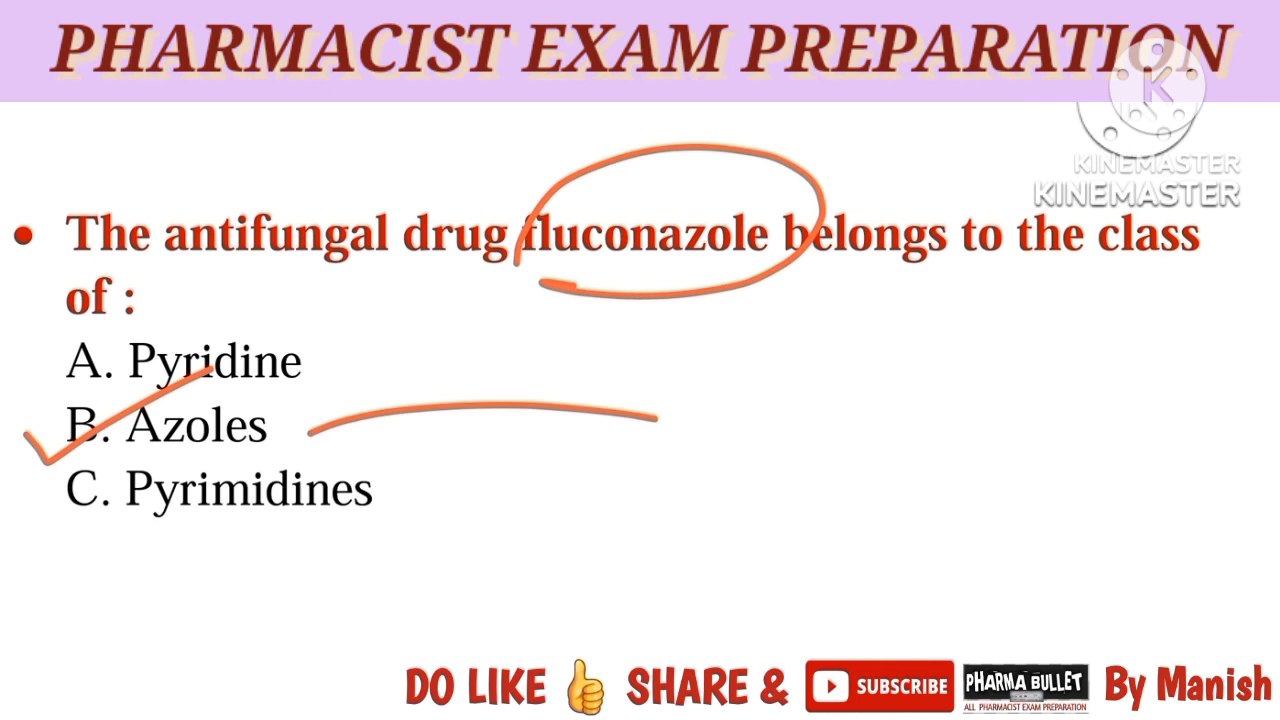 PHARMACIST EXAM PREPARATION
KINEMASTER
KINEMASTER
• The antifungal drug fluconazole belongs to the class
of :
A. Pyridine
B. Azoles
C. Pyrimidines
DO LIKE 👍 SHARE & SUBSCRIBE PHARMA BULLET By Manish
ALL PHARMACIST EXAM PREPARATION